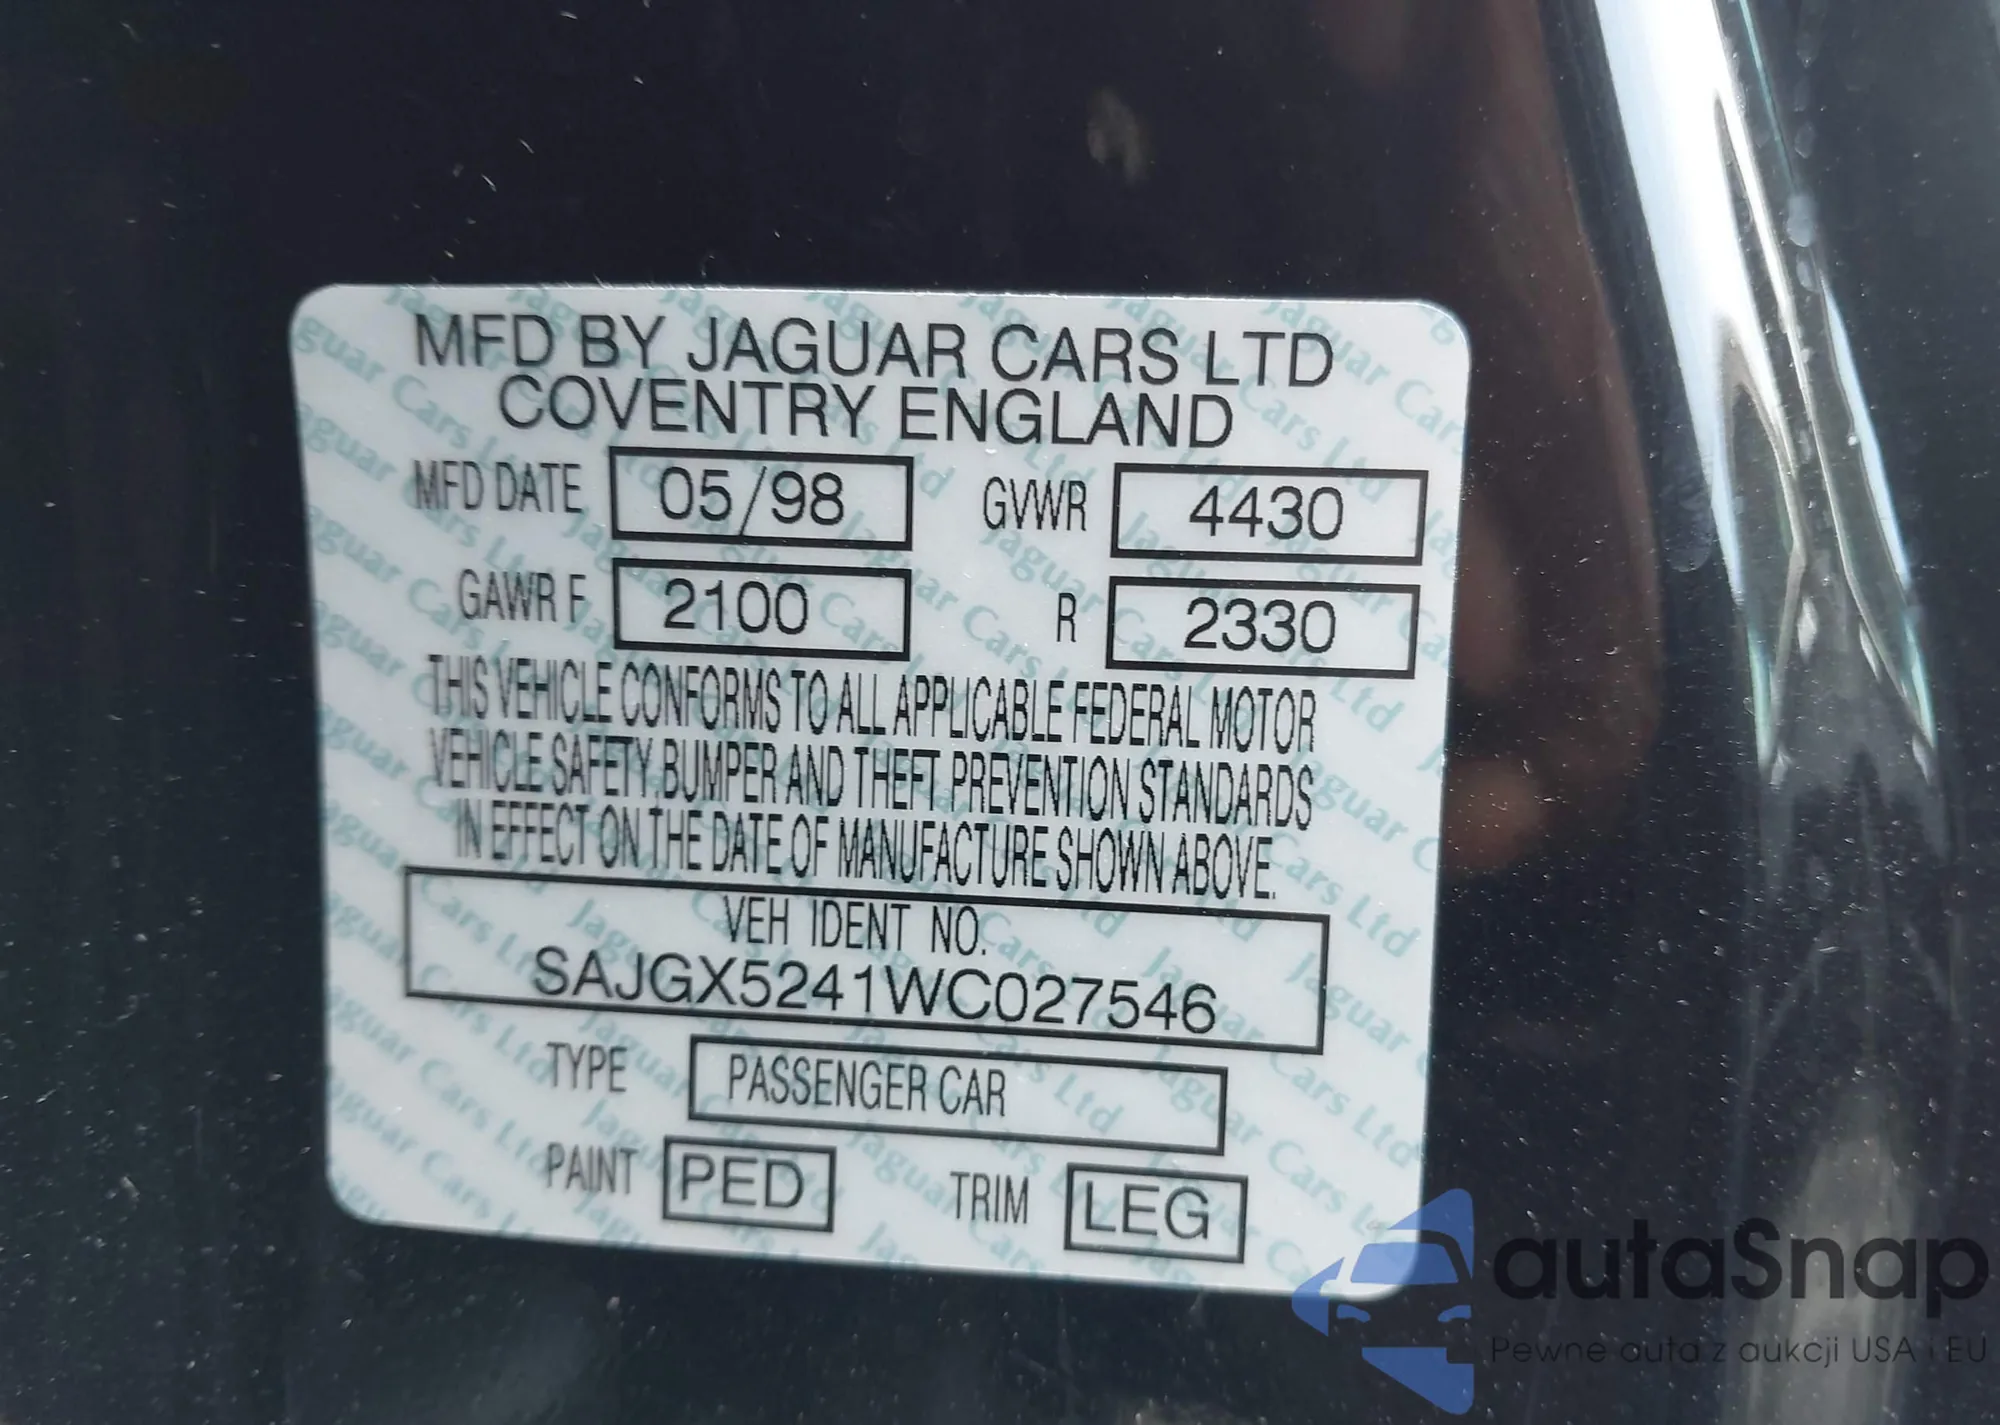 MFD BY JAGUAR CARS LTD
COVENTRY ENGLAND
MFD DATE 05/98 GVWR 4430
GAWR F 2100 R 2330
THIS VEHICLE CONFORMS TO ALL APPLICABLE FEDERAL MOTOR
VEHICLE SAFETY, BUMPER AND THEFT PREVENTION STANDARDS
IN EFFECT ON THE DATE OF MANUFACTURE SHOWN ABOVE.
VEH IDENT NO.
SAJGX5241WC027546
TYPE PASSENGER CAR
PAINT PED TRIM LEG
autaSnap
Pewne auta z aukcji USA i EU